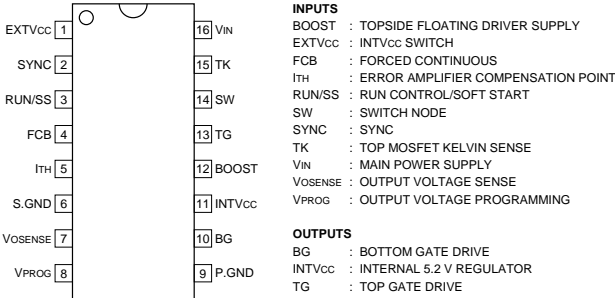 EXTVCC 1
SYNC 2
RUN/SS 3
FCB 4
ITH 5
S.GND 6
VOSENSE 7
VPROG 8
16 VIN
15 TK
14 SW
13 TG
12 BOOST
11 INTVCC
10 BG
9 P.GND
INPUTS
BOOST : TOPSIDE FLOATING DRIVER SUPPLY
EXTVCC : INTVCC SWITCH
FCB : FORCED CONTINUOUS
ITH : ERROR AMPLIFIER COMPENSATION POINT
RUN/SS : RUN CONTROL/SOFT START
SW : SWITCH NODE
SYNC : SYNC
TK : TOP MOSFET KELVIN SENSE
VIN : MAIN POWER SUPPLY
VOSENSE : OUTPUT VOLTAGE SENSE
VPROG : OUTPUT VOLTAGE PROGRAMMING
OUTPUTS
BG : BOTTOM GATE DRIVE
INTVCC : INTERNAL 5.2 V REGULATOR
TG : TOP GATE DRIVE